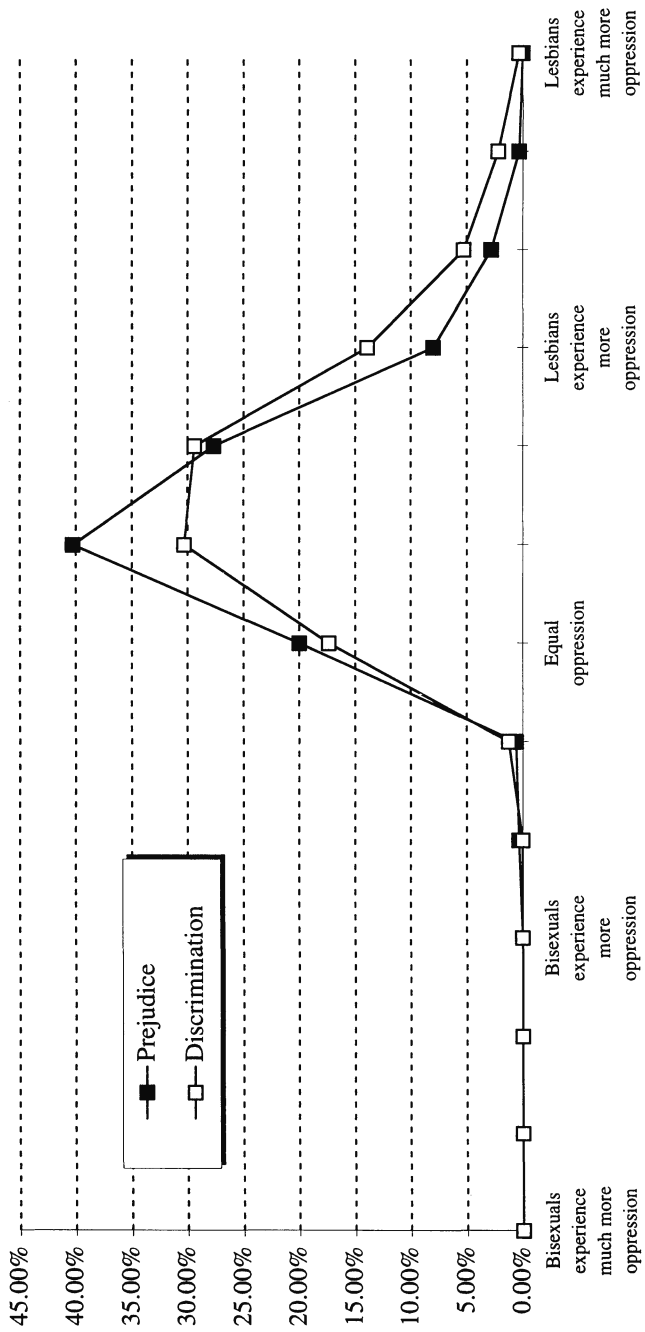 45.00%
40.00%
35.00%
30.00%
25.00%
20.00%
15.00%
10.00%
5.00%
0.00%
Prejudice
Discrimination
Bisexuals
experience
much more
oppression
Bisexuals
experience
more
oppression
Equal
oppression
Lesbians
experience
more
oppression
Lesbians
experience
much more
oppression